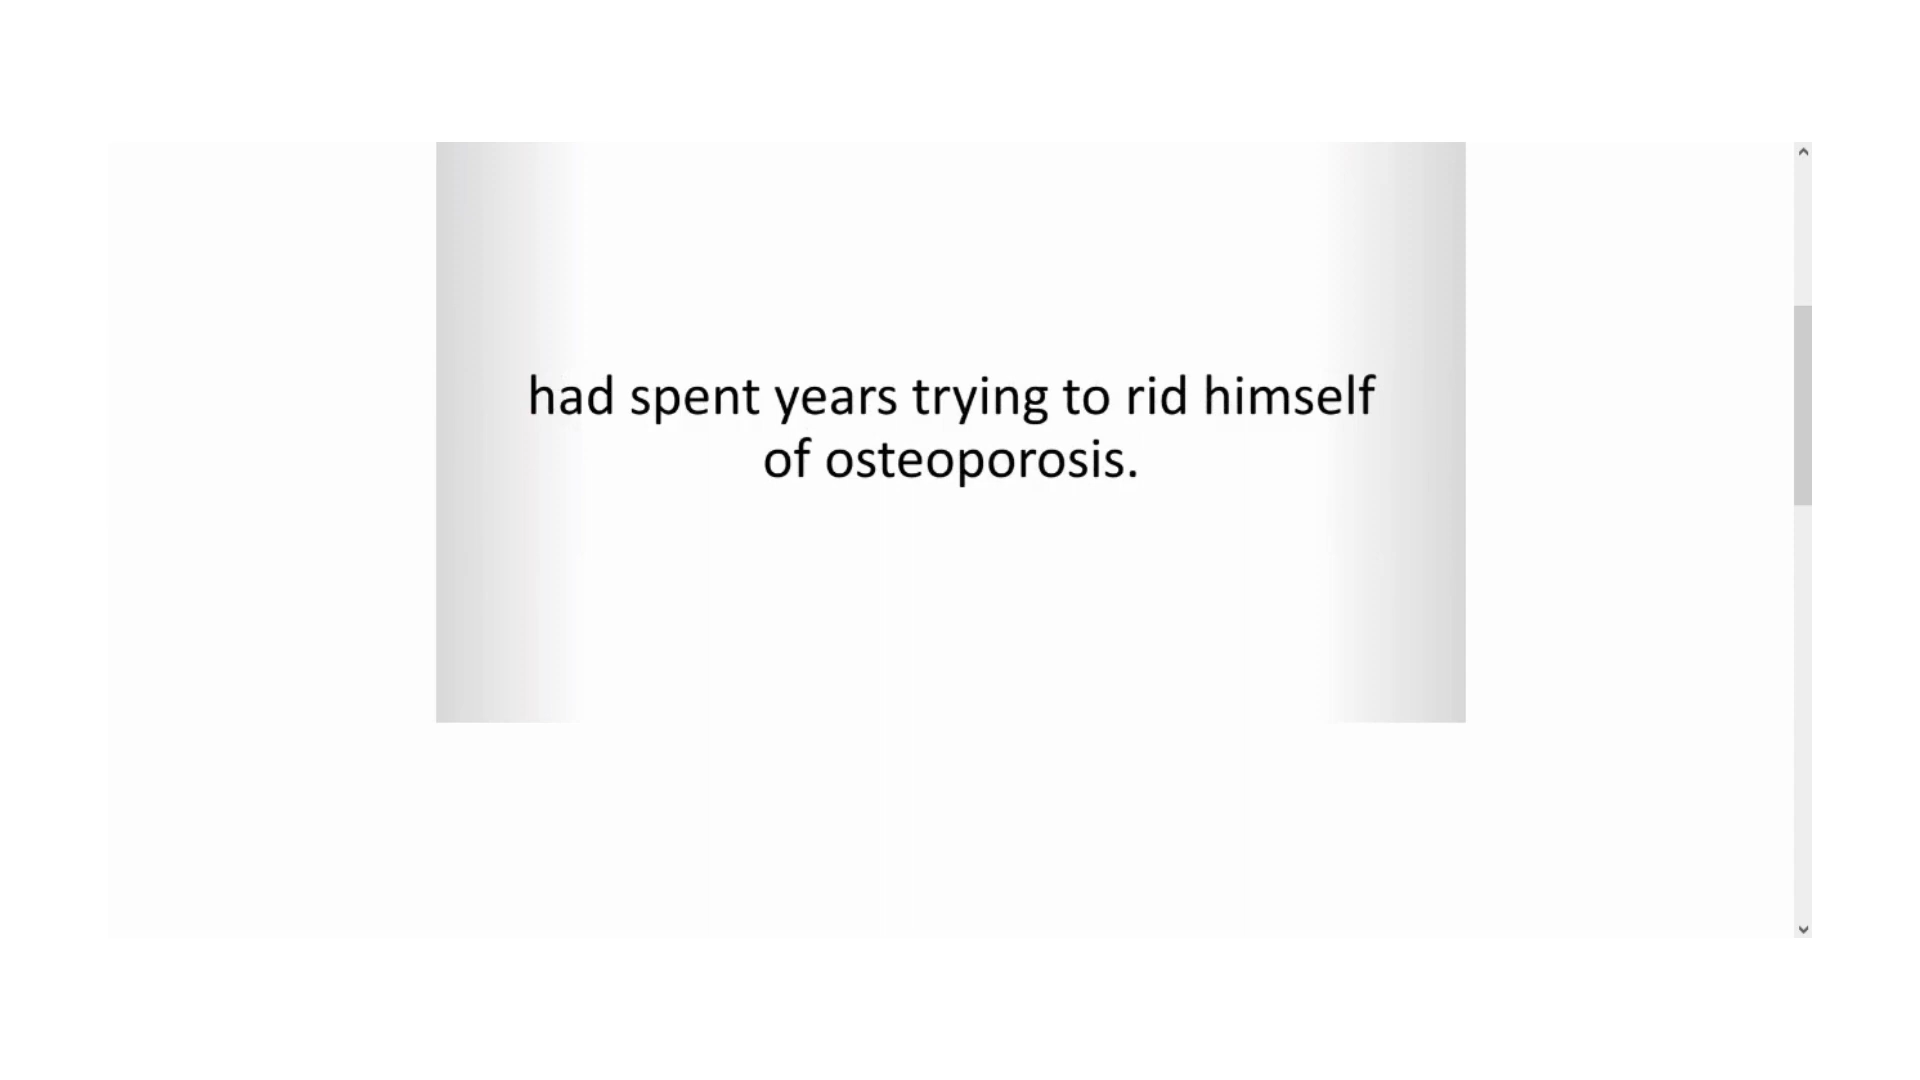 had spent years trying to rid himself
of osteoporosis.